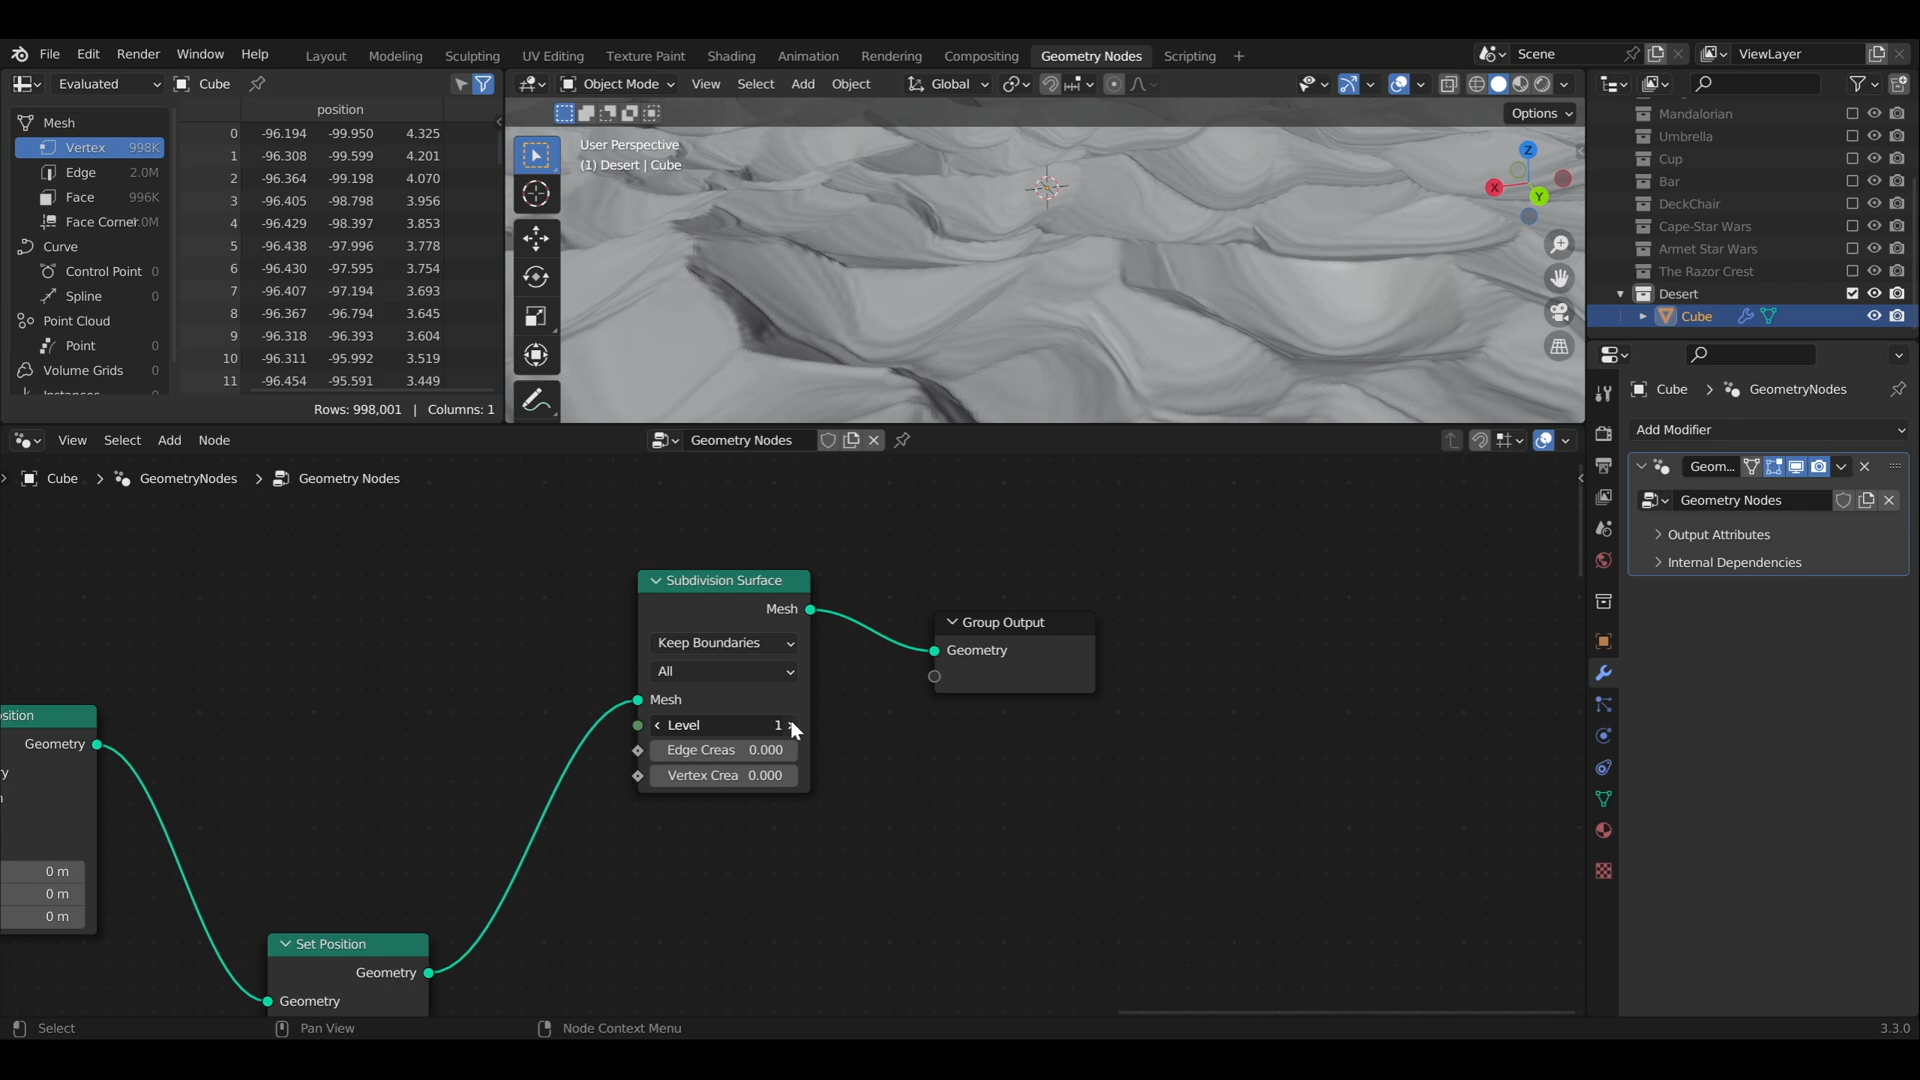 File Edit Render Window Help Layout Modeling Sculpting UV Editing Texture Paint Shading Animation Rendering Compositing Geometry Nodes Scripting + Scene ViewLayer
Evaluated Cube
position
Mesh
Vertex 998K
Edge 2.0M
Face 996K
Face Corner .0M
Curve
Control Point 0
Spline 0
Point Cloud
Point 0
Volume Grids 0
Instances
0 -96.194 -99.950 4.325
1 -96.308 -99.599 4.201
2 -96.364 -99.198 4.070
3 -96.405 -98.798 3.956
4 -96.429 -98.397 3.853
5 -96.438 -97.996 3.778
6 -96.430 -97.595 3.754
7 -96.407 -97.194 3.693
8 -96.367 -96.794 3.645
9 -96.318 -96.393 3.604
10 -96.311 -95.992 3.519
11 -96.454 -95.591 3.449
Rows: 998,001 | Columns: 1
Object Mode View Select Add Object Global
Options
User Perspective
(1) Desert | Cube
Z
X
Y
Mandalorian
Umbrella
Cup
Bar
DeckChair
Cape-Star Wars
Armet Star Wars
The Razor Crest
Desert
Cube
Cube > GeometryNodes
Add Modifier
Geom...
Geometry Nodes
Output Attributes
Internal Dependencies
View Select Add Node Geometry Nodes
Cube > GeometryNodes > Geometry Nodes
Subdivision Surface
Mesh
Keep Boundaries
All
Mesh
Level 1
Edge Creas 0.000
Vertex Crea 0.000
Group Output
Geometry
sition
Geometry
0 m
0 m
0 m
Set Position
Geometry
Geometry
Select Pan View Node Context Menu 3.3.0